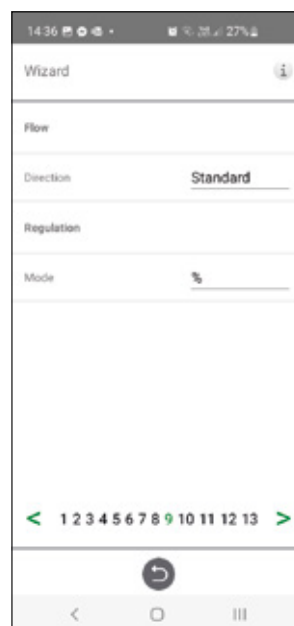 14:36 27%
Wizard i
Flow
Direction Standard
Regulation
Mode %
< 1 2 3 4 5 6 7 8 9 10 11 12 13 >